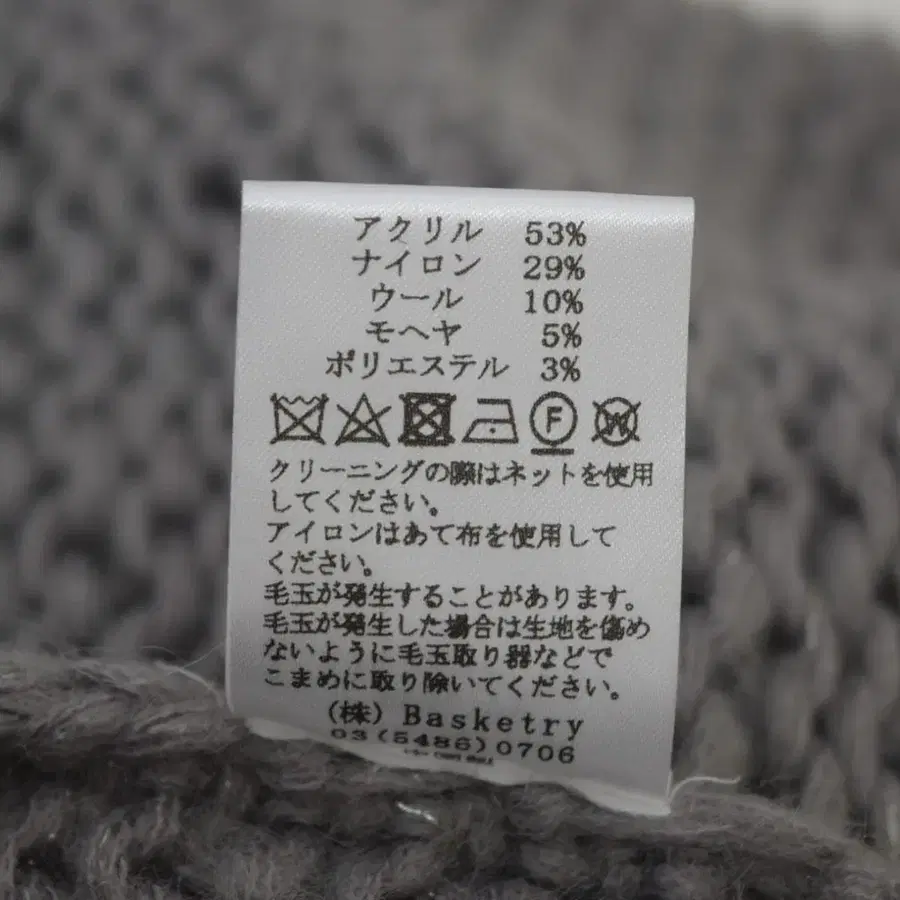 アクリル 53%
ナイロン 29%
ウール 10%
モヘヤ 5%
ポリエステル 3%
F W
クリーニングの際はネットを使用
してください。
アイロンはあて布を使用して
ください。
毛玉が発生することがあります。
毛玉が発生した場合は生地を傷め
ないように毛玉取り器などで
こまめに取り除いてください。
(株) Basketry
03(5486)0706